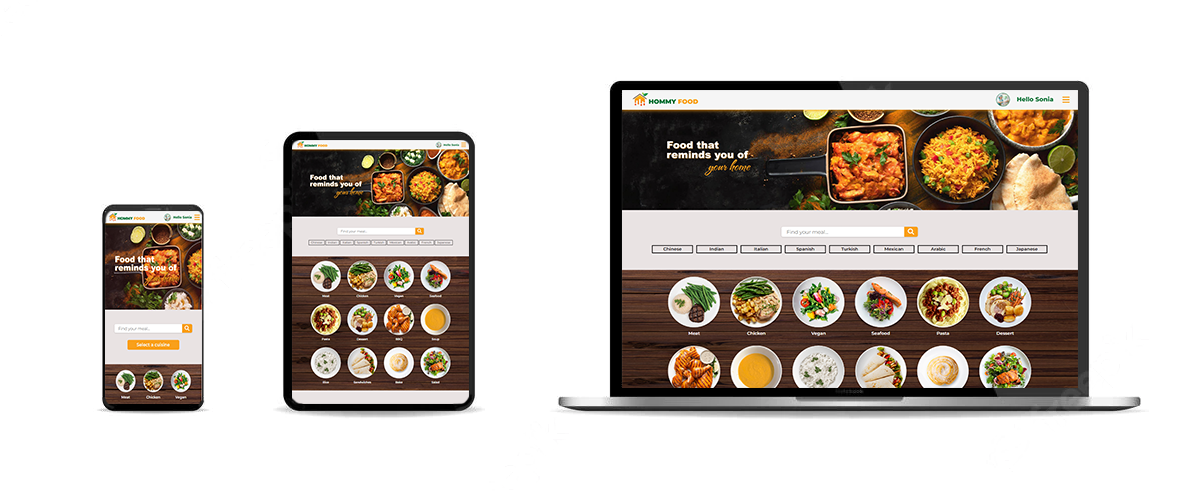 HOMMY FOOD
Hello Sonia
Food that
reminds you of
Find your meal...
Select a cuisine
Meat
Chicken
Vegan
HOMMY FOOD
Hello Sonia
Food that
reminds you of
your home
Find your meal...
Chinese Indian Italian Spanish Turkish Mexican Arabic French Japanese
Meat Chicken Vegan Seafood
Pasta Dessert BBQ Soup
Rice Sandwiches Bake Salad
HOMMY FOOD
Hello Sonia
Food that
reminds you of
your home
Find your meal...
Chinese Indian Italian Spanish Turkish Mexican Arabic French Japanese
Meat Chicken Vegan Seafood Pasta Dessert